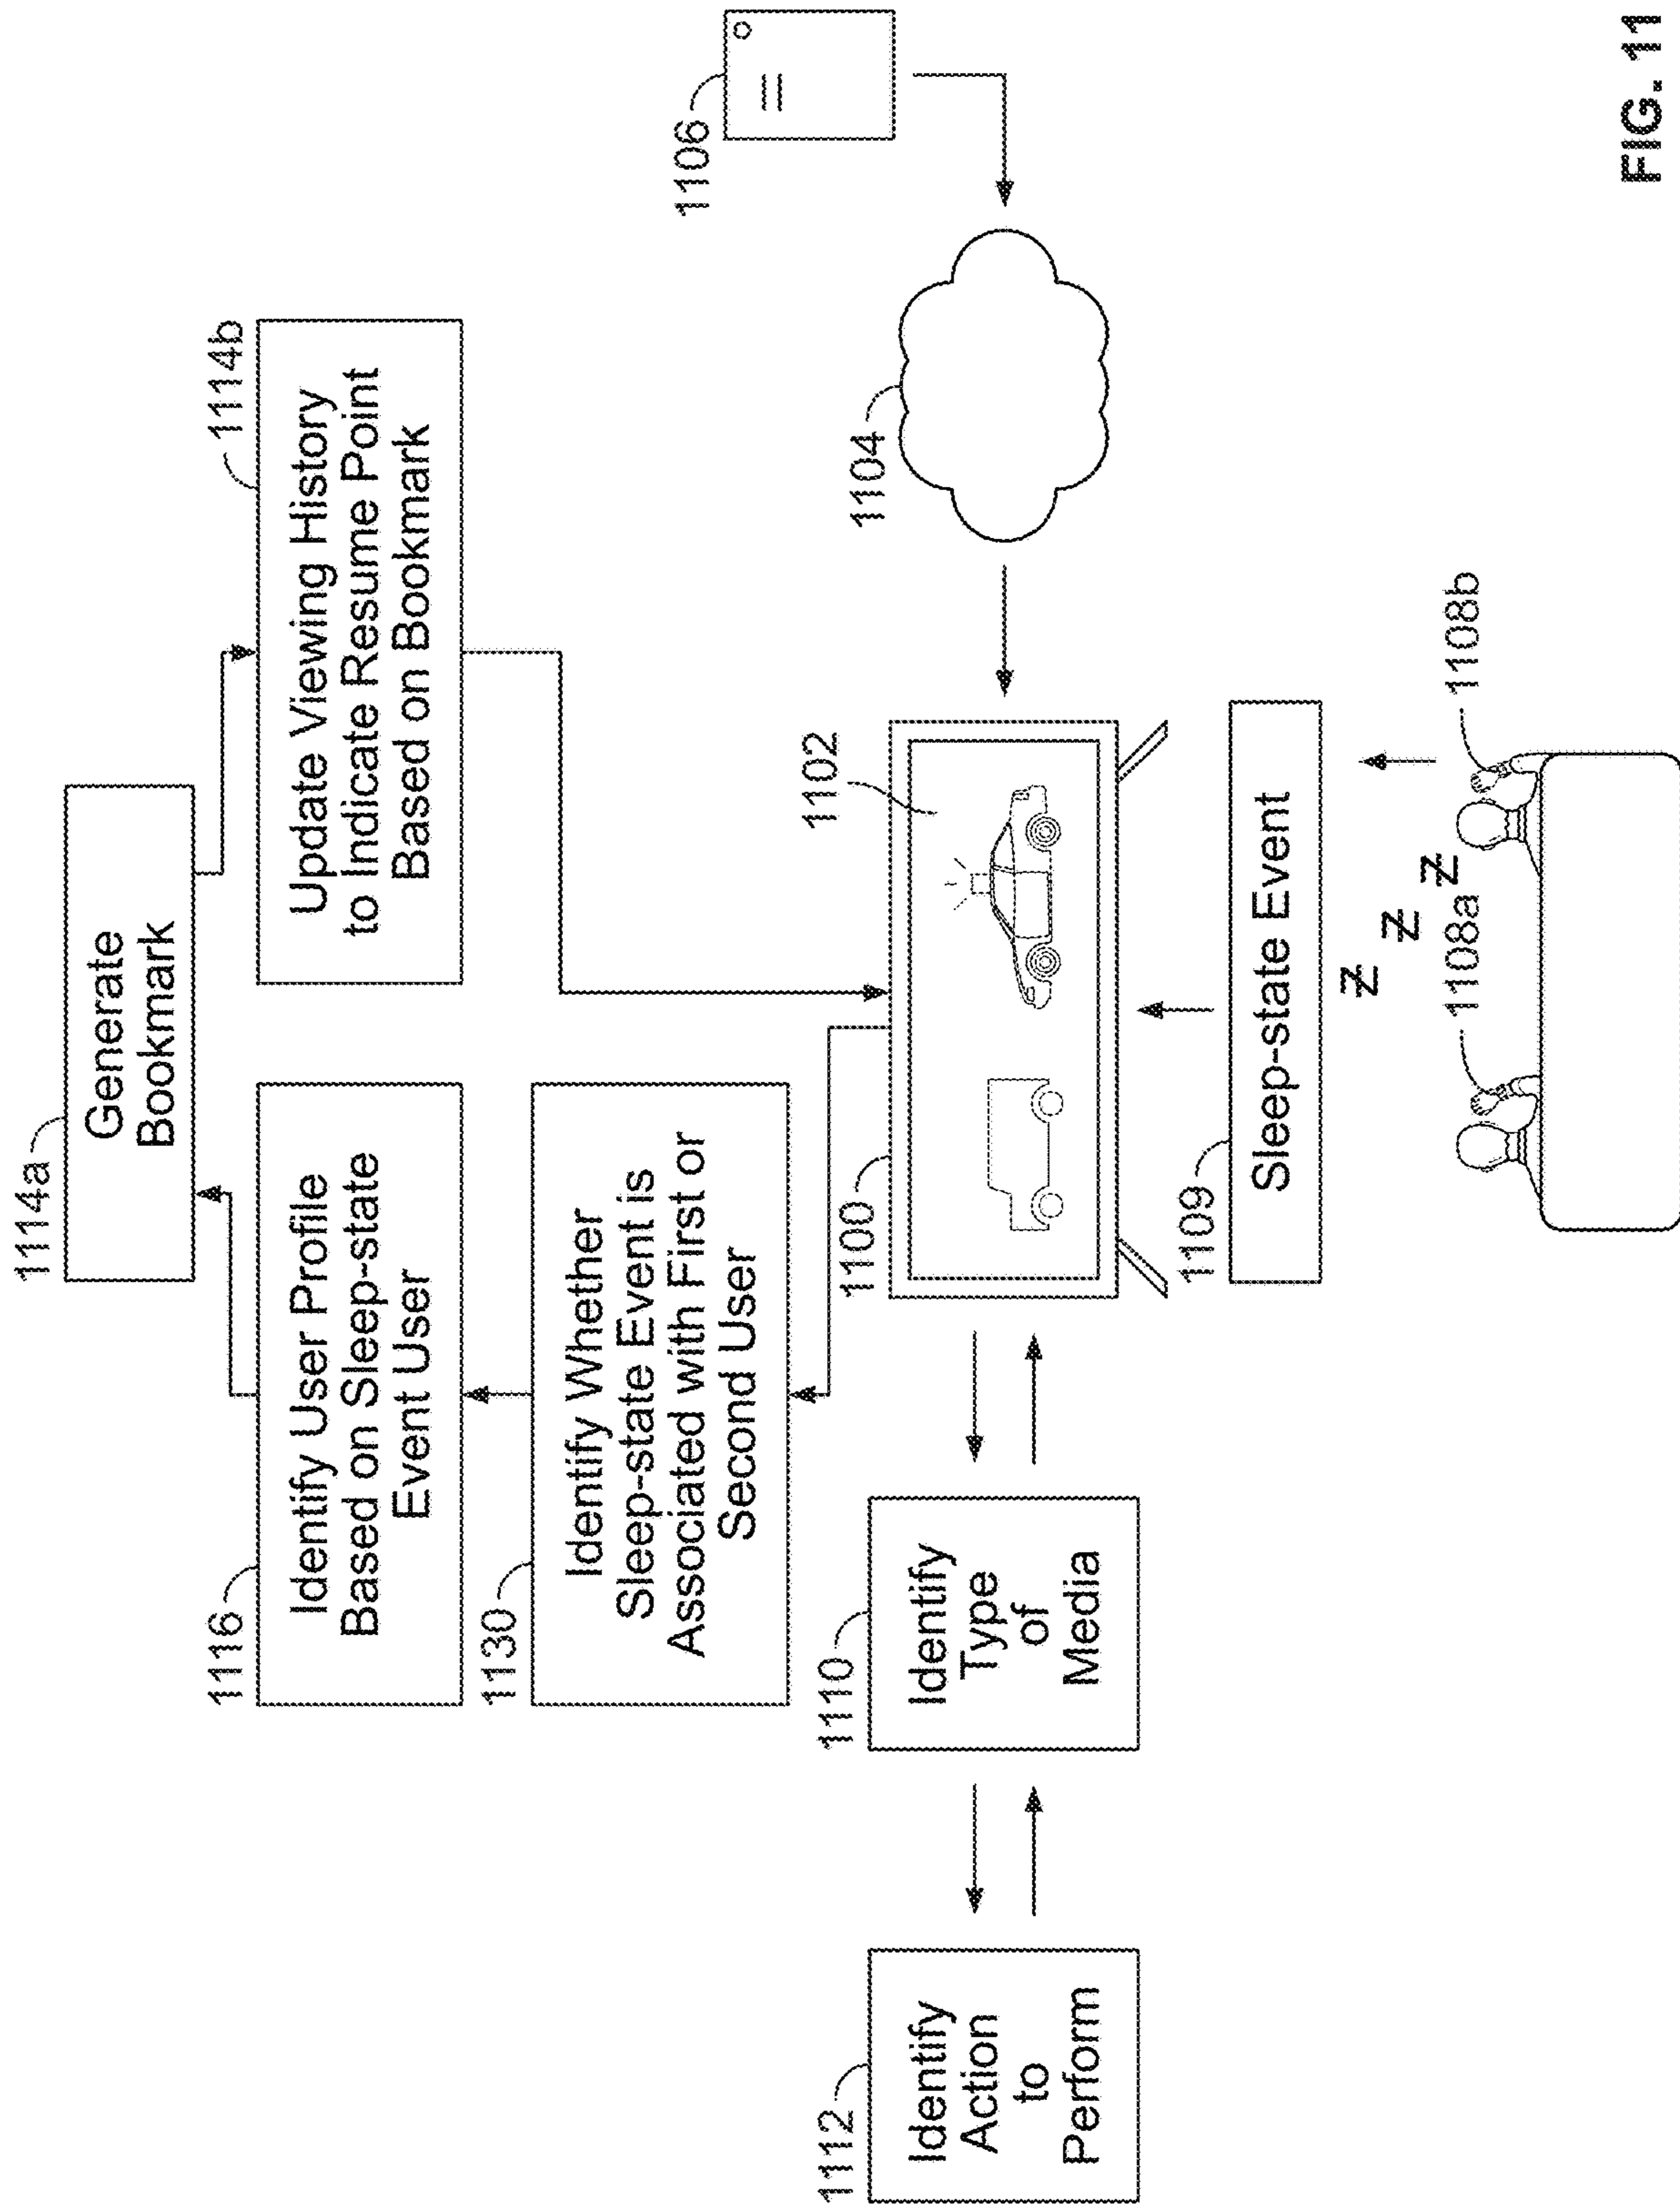 1114a
Generate
Bookmark
1116
Identify User Profile
Based on Sleep-state
Event User
1114b
Update Viewing History
to Indicate Resume Point
Based on Bookmark
1130
Identify Whether
Sleep-state Event is
Associated with First or
Second User
1106
1112
Identify
Action
to
Perform
1110
Identify
Type
of
Media
1100
1102
1104
1109
Sleep-state Event
Z Z Z Z
1108a
1108b
FIG. 11